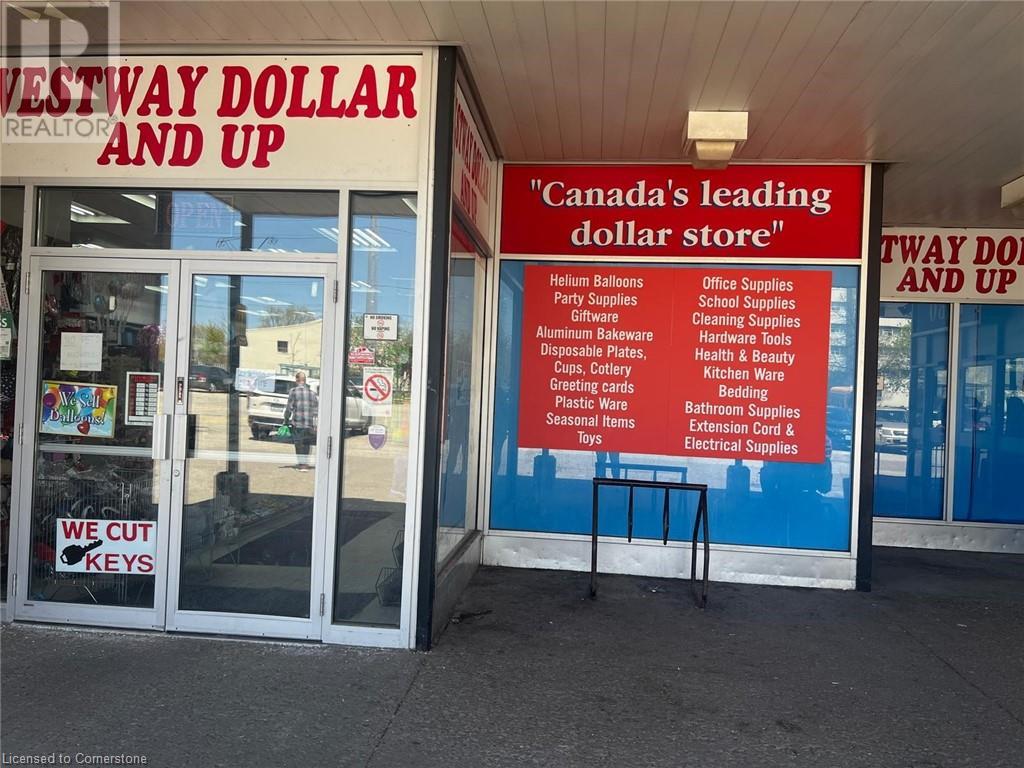 WESTWAY DOLLAR
AND UP
REALTOR
OPEN
We Sell
Balloons!
WE CUT
KEYS
NO SMOKING
NO VAPING
"Canada's leading
dollar store"
Helium Balloons
Party Supplies
Giftware
Aluminum Bakeware
Disposable Plates,
Cups, Cotlery
Greeting cards
Plastic Ware
Seasonal Items
Toys
Office Supplies
School Supplies
Cleaning Supplies
Hardware Tools
Health & Beauty
Kitchen Ware
Bedding
Bathroom Supplies
Extension Cord &
Electrical Supplies
TWAY DO
AND UP
Licensed to Cornerstone